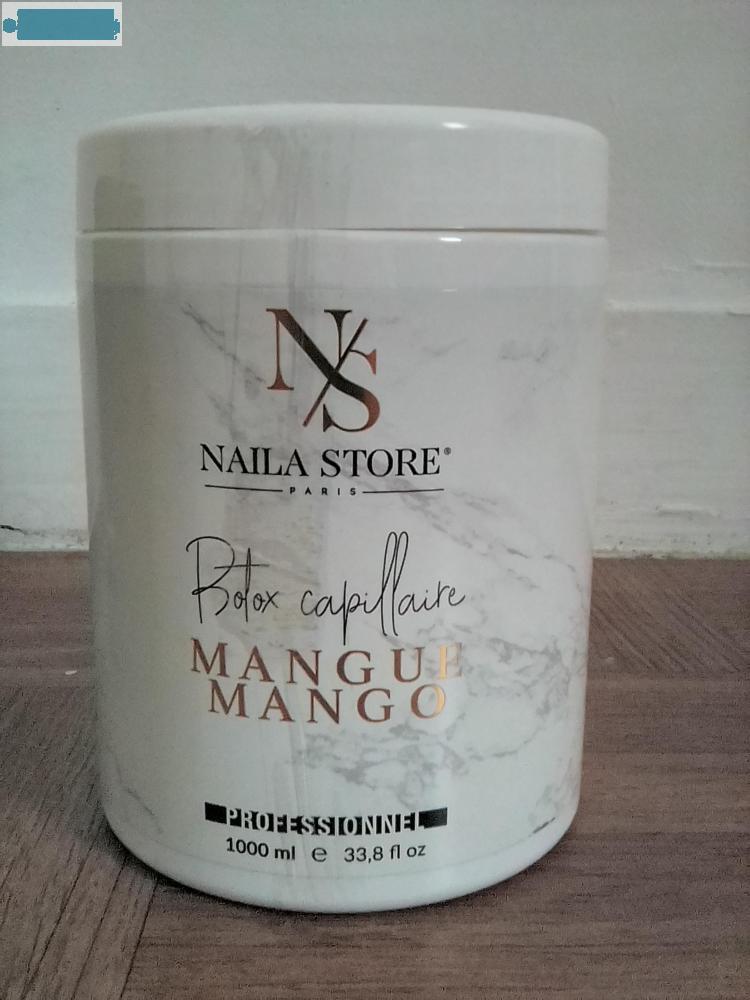 NS
NAILA STORE®
PARIS
Botox capillaire
MANGUE
MANGO
PROFESSIONNEL
1000 ml e 33,8 fl oz